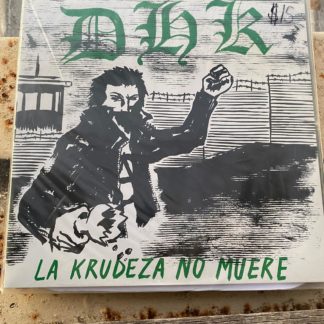 DHK
$15
LA KRUDEZA NO MUERE